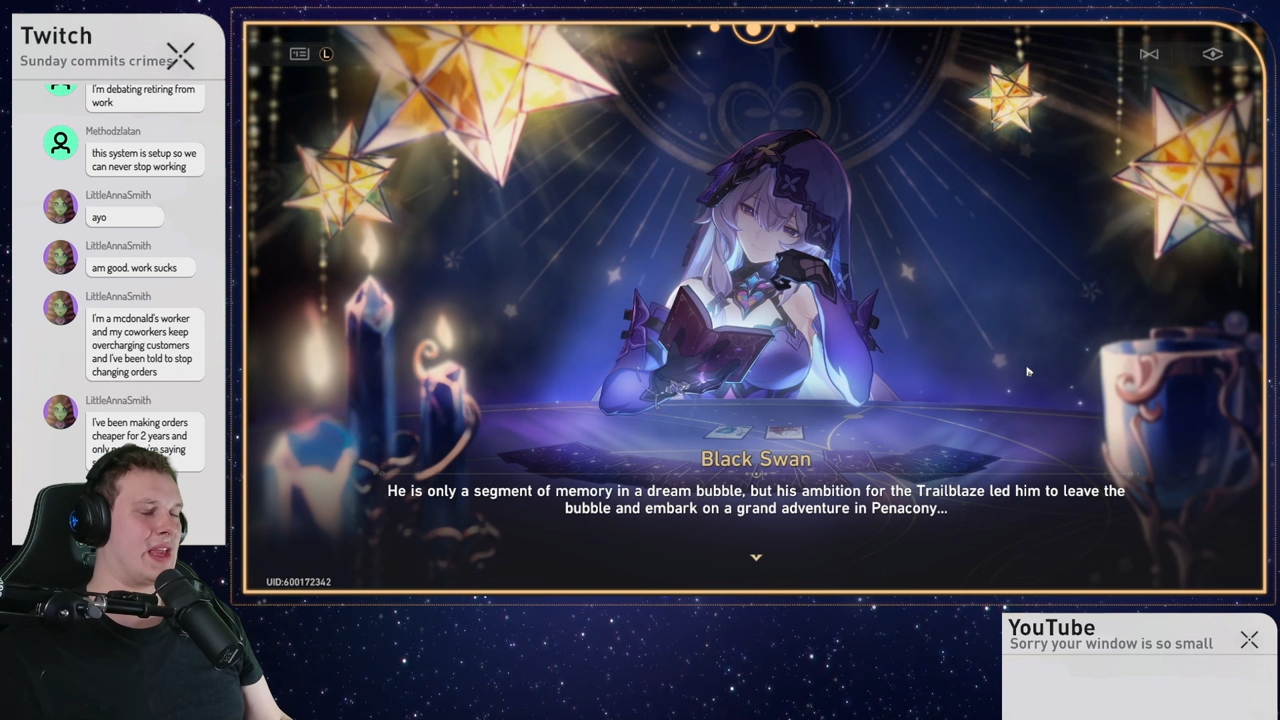 Twitch
Sunday commits crimes
I'm debating retiring from
work
Methodzlatan
this system is setup so we
can never stop working
LittleAnnaSmith
ayo
LittleAnnaSmith
am good. work sucks
LittleAnnaSmith
I'm a mcdonald's worker
and my coworkers keep
overcharging customers
and I've been told to stop
changing orders
LittleAnnaSmith
I've been making orders
cheaper for 2 years and
only saying
L
Black Swan
He is only a segment of memory in a dream bubble, but his ambition for the Trailblaze led him to leave the
bubble and embark on a grand adventure in Penacony...
UID:600172342
YouTube
Sorry your window is so small